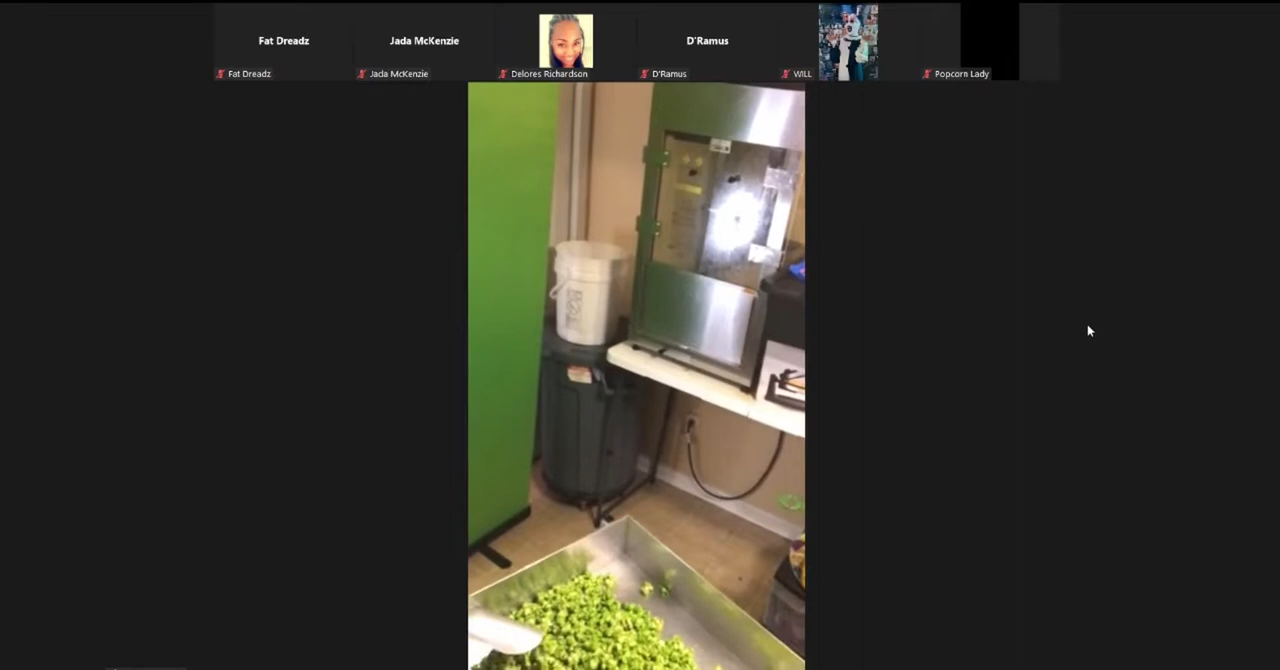 Fat Dreadz
Jada McKenzie
D'Ramus
Fat Dreadz
Jada McKenzie
Delores Richardson
D'Ramus
WILL
Popcorn Lady